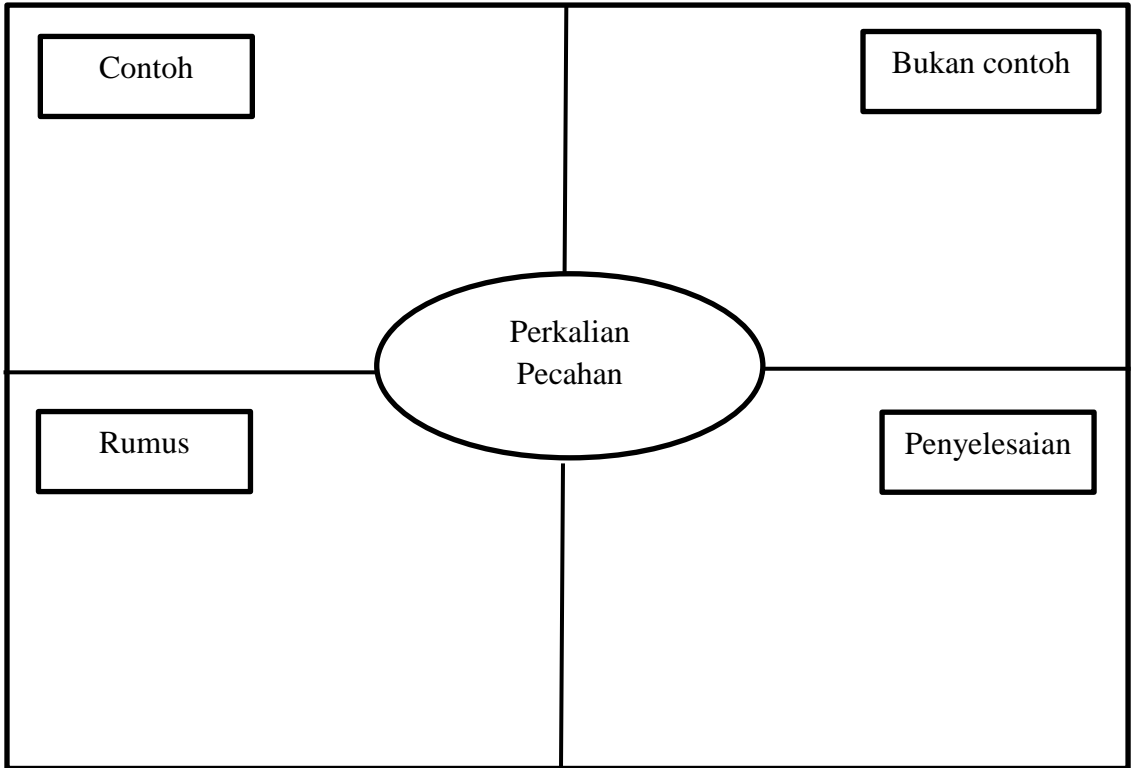 Contoh
Bukan contoh
Perkalian
Pecahan
Rumus
Penyelesaian